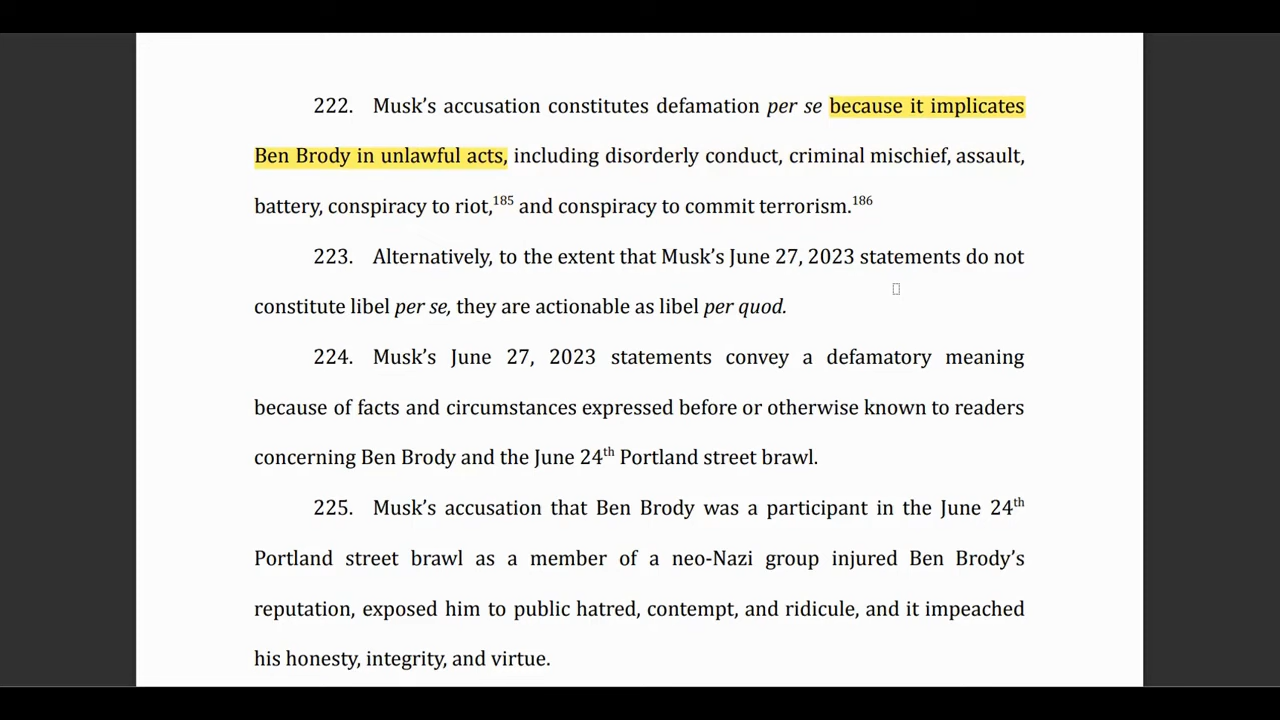 222. Musk’s accusation constitutes defamation per se because it implicates
Ben Brody in unlawful acts, including disorderly conduct, criminal mischief, assault,
battery, conspiracy to riot,185 and conspiracy to commit terrorism.186
223. Alternatively, to the extent that Musk’s June 27, 2023 statements do not
constitute libel per se, they are actionable as libel per quod.
224. Musk’s June 27, 2023 statements convey a defamatory meaning
because of facts and circumstances expressed before or otherwise known to readers
concerning Ben Brody and the June 24th Portland street brawl.
225. Musk’s accusation that Ben Brody was a participant in the June 24th
Portland street brawl as a member of a neo-Nazi group injured Ben Brody’s
reputation, exposed him to public hatred, contempt, and ridicule, and it impeached
his honesty, integrity, and virtue.